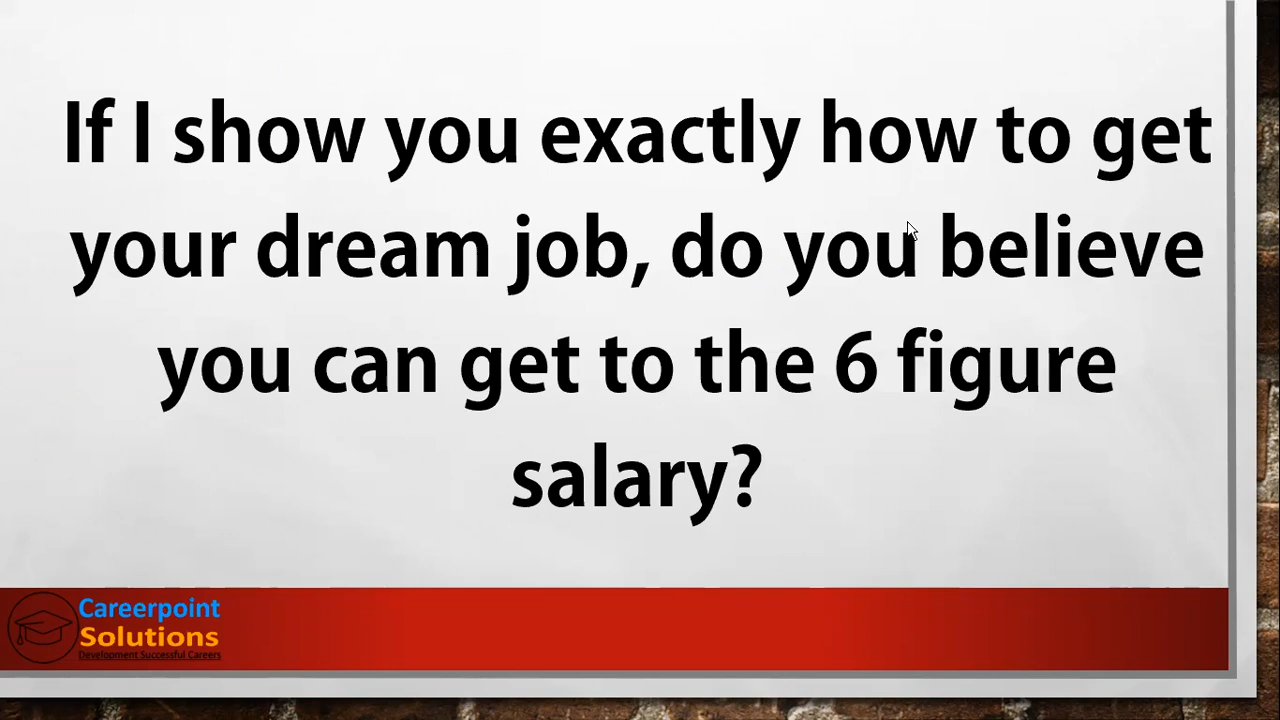 If I show you exactly how to get
your dream job, do you believe
you can get to the 6 figure
salary?
Careerpoint
Solutions
Development Successful Careers